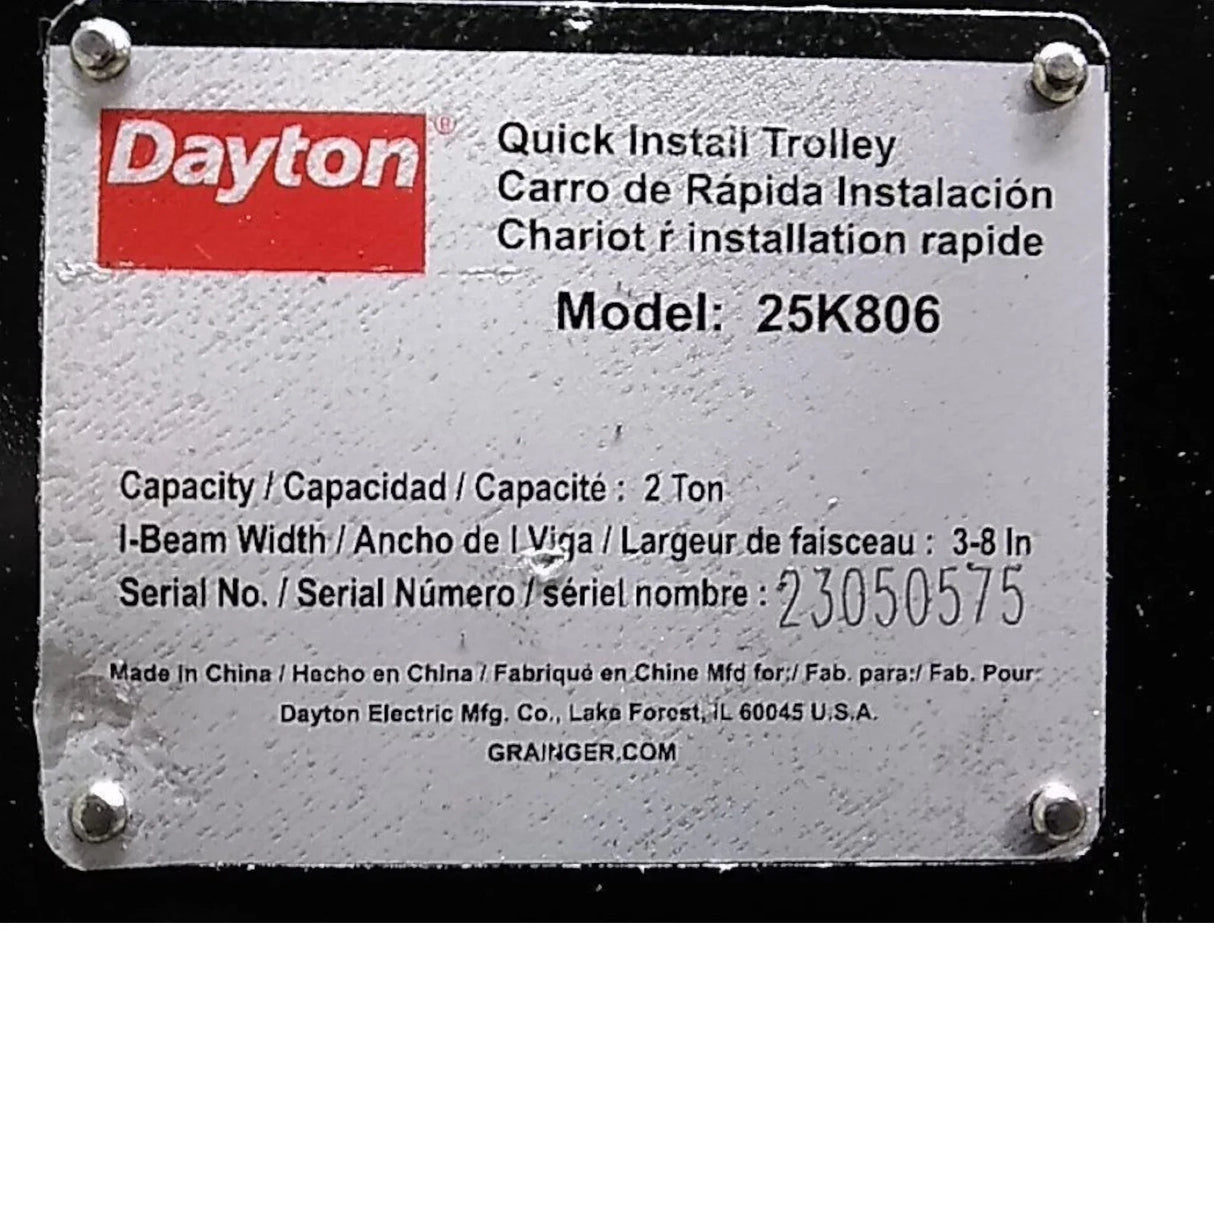 Dayton®
Quick Install Trolley
Carro de Rápida Instalación
Chariot ŕ installation rapide
Model: 25K806
Capacity / Capacidad / Capacité : 2 Ton
I-Beam Width / Ancho de I Viga / Largeur de faisceau : 3-8 In
Serial No. / Serial Número / sériel nombre : 23050575
Made in China / Hecho en China / Fabriqué en Chine Mfd for:/ Fab. para:/ Fab. Pour:
Dayton Electric Mfg. Co., Lake Forest, IL 60045 U.S.A.
GRAINGER.COM